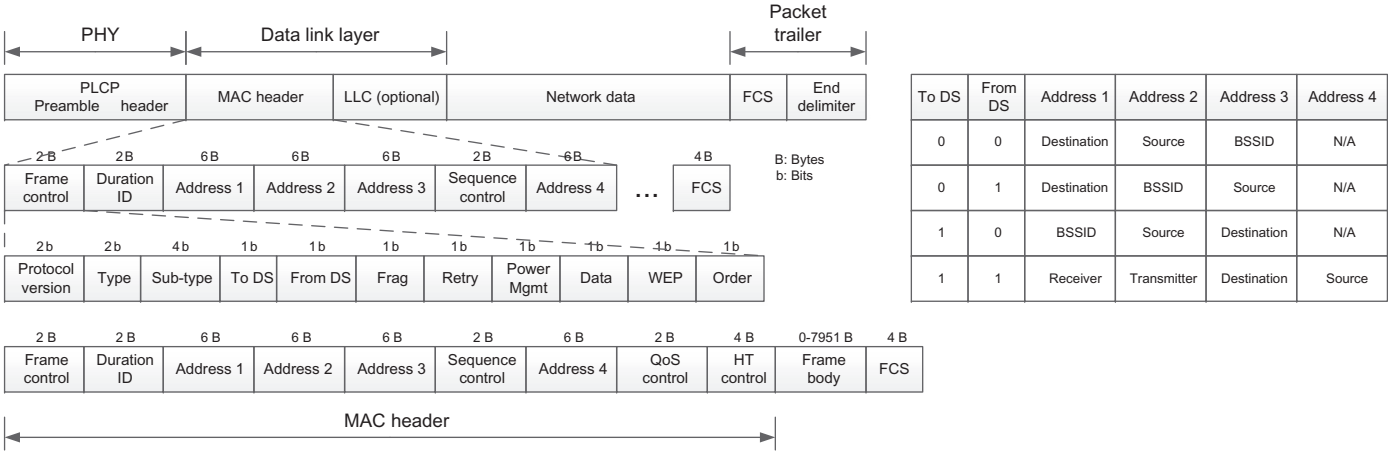 PHY
Data link layer
Packet
trailer
PLCP
Preamble header
MAC header
LLC (optional)
Network data
FCS
End
delimiter
2 B
2 B
6 B
6 B
6 B
2 B
6 B
4 B
Frame
control
Duration
ID
Address 1
Address 2
Address 3
Sequence
control
Address 4
...
FCS
B: Bytes
b: Bits
2 b
2 b
4 b
1 b
1 b
1 b
1 b
1 b
1 b
1 b
1 b
Protocol
version
Type
Sub-type
To DS
From DS
Frag
Retry
Power
Mgmt
Data
WEP
Order
2 B
2 B
6 B
6 B
6 B
2 B
6 B
2 B
4 B
0-7951 B
4 B
Frame
control
Duration
ID
Address 1
Address 2
Address 3
Sequence
control
Address 4
QoS
control
HT
control
Frame
body
FCS
MAC header
To DS
From
DS
Address 1
Address 2
Address 3
Address 4
0
0
Destination
Source
BSSID
N/A
0
1
Destination
BSSID
Source
N/A
1
0
BSSID
Source
Destination
N/A
1
1
Receiver
Transmitter
Destination
Source